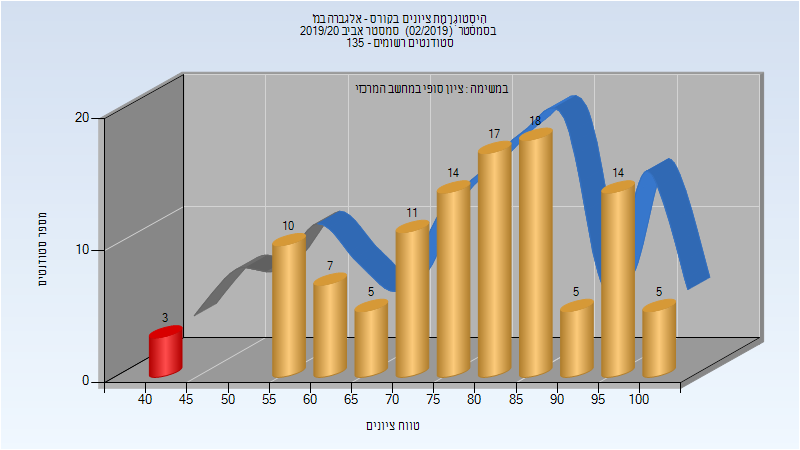 היסטוגרמת ציונים בקורס - אלגברה במ'
בסמסטר (02/2019) סמסטר אביב 2019/20
סטודנטים רשומים - 135
במשימה : ציון סופי במחשב המרכזי
מספר סטודנטים
20
10
0
3
10
7
5
11
14
17
18
5
14
5
40 45 50 55 60 65 70 75 80 85 90 95 100
טווח ציונים